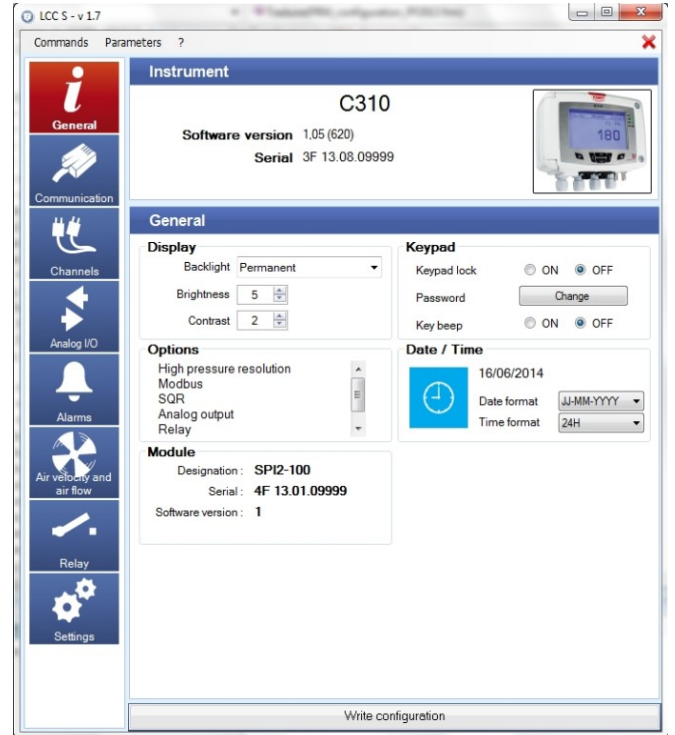 LCC S - v 1.7
Commands Parameters ?
General
Communication
Channels
Analog I/O
Alarms
Air velocity and
air flow
Relay
Settings
Instrument
C310
Software version 1,05 (620)
Serial 3F 13.08.09999
180
General
Display
Backlight Permanent
Brightness 5
Contrast 2
Keypad
Keypad lock ON OFF
Password Change
Key beep ON OFF
Options
High pressure resolution
Modbus
SQR
Analog output
Relay
Date / Time
16/06/2014
Date format JJ-MM-YYYY
Time format 24H
Module
Designation : SPI2-100
Serial : 4F 13.01.09999
Software version : 1
Write configuration